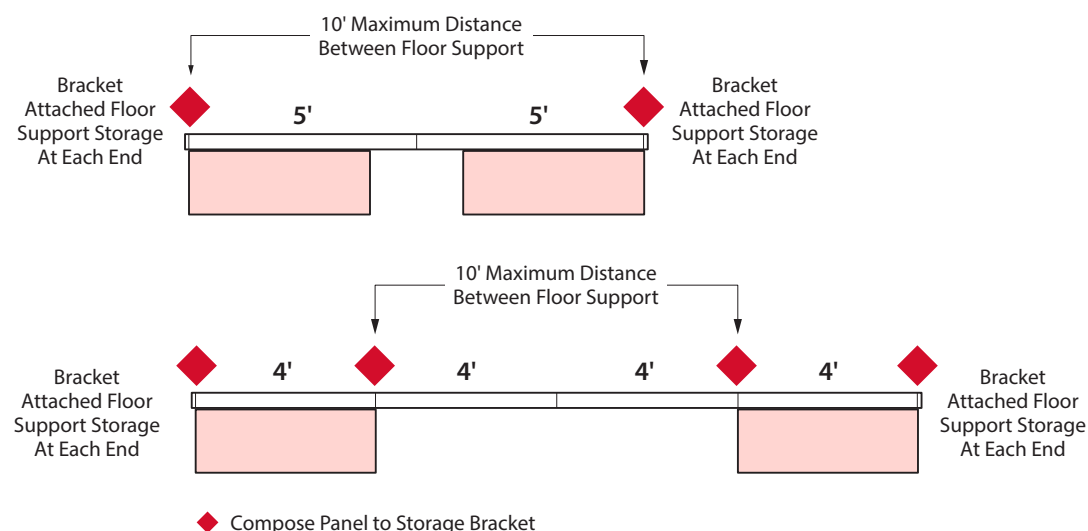 10' Maximum Distance
Between Floor Support
Bracket
Attached Floor
Support Storage
At Each End
5'
5'
Bracket
Attached Floor
Support Storage
At Each End
10' Maximum Distance
Between Floor Support
Bracket
Attached Floor
Support Storage
At Each End
4'
4'
4'
4'
Bracket
Attached Floor
Support Storage
At Each End
Compose Panel to Storage Bracket